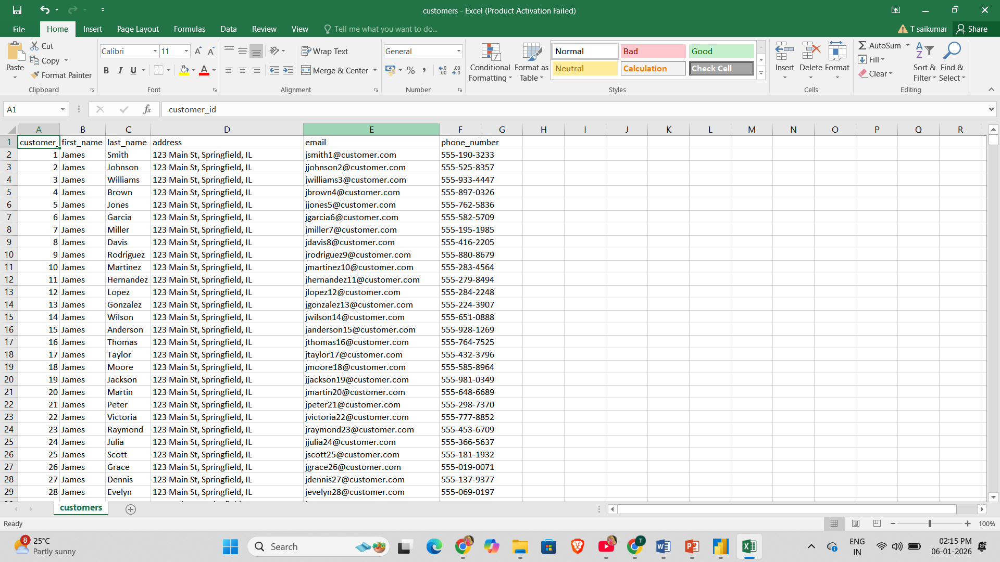 customers - Excel (Product Activation Failed)
File Home Insert Page Layout Formulas Data Review View Tell me what you want to do... T saikumar Share
Paste
Cut
Copy
Format Painter
Clipboard
Calibri 11
B I U
Font
Wrap Text
Merge & Center
Alignment
General
Number
Conditional Formatting
Format as Table
Normal Bad Good
Neutral Calculation Check Cell
Styles
Insert Delete Format
Cells
AutoSum
Fill
Clear
Sort & Filter
Find & Select
Editing
A1 fx customer_id
A B C D E F G H I J K L M N O P Q R
1 customer_ first_name last_name address email phone_number
2 1 James Smith 123 Main St, Springfield, IL jsmith1@customer.com 555-190-3233
3 2 James Johnson 123 Main St, Springfield, IL jjohnson2@customer.com 555-525-8357
4 3 James Williams 123 Main St, Springfield, IL jwilliams3@customer.com 555-933-4447
5 4 James Brown 123 Main St, Springfield, IL jbrown4@customer.com 555-897-0326
6 5 James Jones 123 Main St, Springfield, IL jjones5@customer.com 555-762-5836
7 6 James Garcia 123 Main St, Springfield, IL jgarcia6@customer.com 555-582-5709
8 7 James Miller 123 Main St, Springfield, IL jmiller7@customer.com 555-195-1985
9 8 James Davis 123 Main St, Springfield, IL jdavis8@customer.com 555-416-2205
10 9 James Rodriguez 123 Main St, Springfield, IL jrodriguez9@customer.com 555-880-8679
11 10 James Martinez 123 Main St, Springfield, IL jmartinez10@customer.com 555-283-4564
12 11 James Hernandez 123 Main St, Springfield, IL jhernandez11@customer.com 555-279-8494
13 12 James Lopez 123 Main St, Springfield, IL jlopez12@customer.com 555-284-2248
14 13 James Gonzalez 123 Main St, Springfield, IL jgonzalez13@customer.com 555-224-3907
15 14 James Wilson 123 Main St, Springfield, IL jwilson14@customer.com 555-651-0888
16 15 James Anderson 123 Main St, Springfield, IL janderson15@customer.com 555-928-1269
17 16 James Thomas 123 Main St, Springfield, IL jthomas16@customer.com 555-764-7525
18 17 James Taylor 123 Main St, Springfield, IL jtaylor17@customer.com 555-432-3796
19 18 James Moore 123 Main St, Springfield, IL jmoore18@customer.com 555-585-8964
20 19 James Jackson 123 Main St, Springfield, IL jjackson19@customer.com 555-981-0349
21 20 James Martin 123 Main St, Springfield, IL jmartin20@customer.com 555-648-6689
22 21 James Peter 123 Main St, Springfield, IL jpeter21@customer.com 555-298-7370
23 22 James Victoria 123 Main St, Springfield, IL jvictoria22@customer.com 555-777-8852
24 23 James Raymond 123 Main St, Springfield, IL jraymond23@customer.com 555-453-6709
25 24 James Julia 123 Main St, Springfield, IL jjulia24@customer.com 555-366-5637
26 25 James Scott 123 Main St, Springfield, IL jscott25@customer.com 555-181-1932
27 26 James Grace 123 Main St, Springfield, IL jgrace26@customer.com 555-019-0071
28 27 James Dennis 123 Main St, Springfield, IL jdennis27@customer.com 555-137-9377
29 28 James Evelyn 123 Main St, Springfield, IL jevelyn28@customer.com 555-069-0197
customers
Ready 100%
8 25°C
Partly sunny
Search
ENG
IN
02:15 PM
06-01-2026